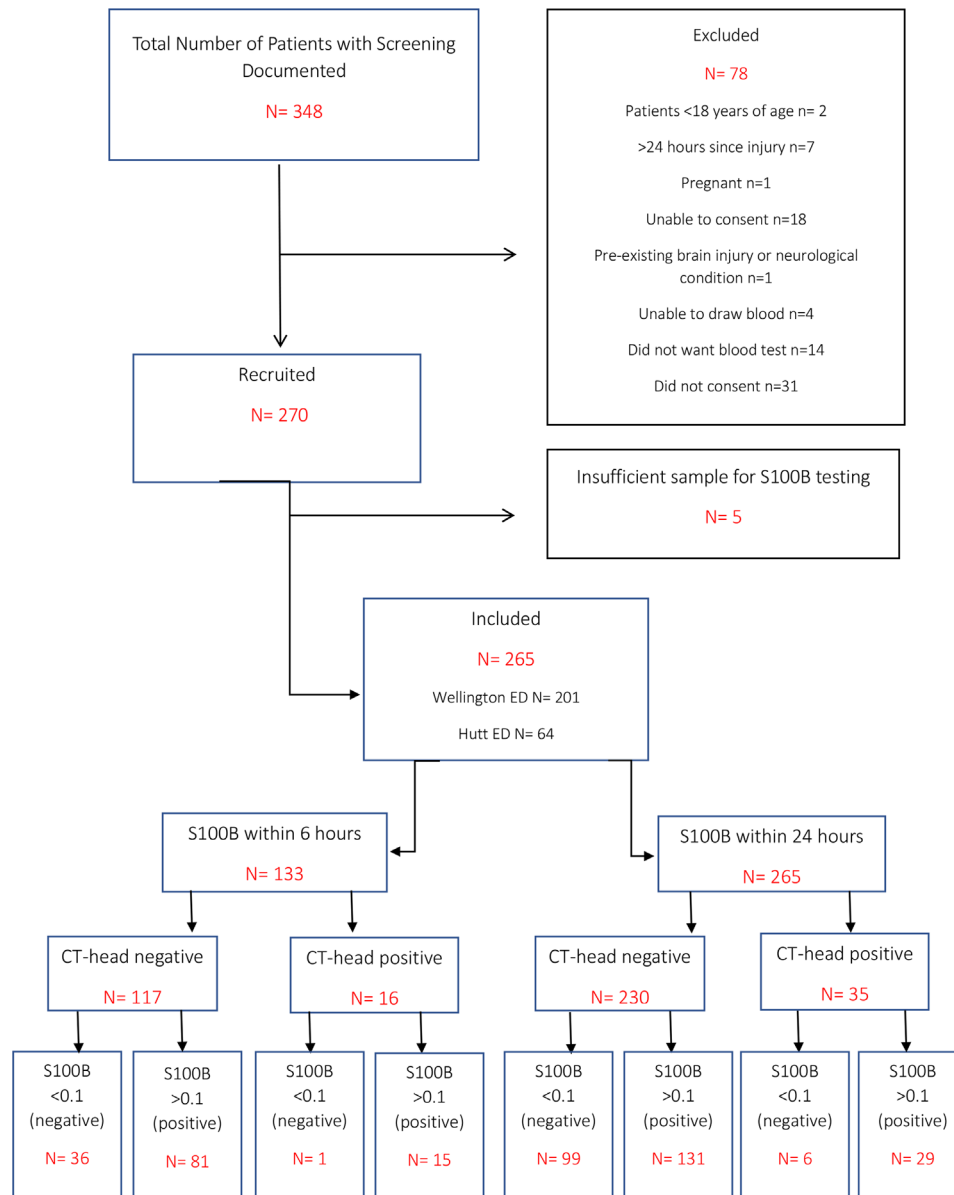 Total Number of Patients with Screening
Documented
N= 348
Excluded
N= 78
Patients <18 years of age n= 2
>24 hours since injury n=7
Pregnant n=1
Unable to consent n=18
Pre-existing brain injury or neurological
condition n=1
Unable to draw blood n=4
Did not want blood test n=14
Did not consent n=31
Recruited
N= 270
Insufficient sample for S100B testing
N= 5
Included
N= 265
Wellington ED N= 201
Hutt ED N= 64
S100B within 6 hours
N= 133
S100B within 24 hours
N= 265
CT-head negative
N= 117
CT-head positive
N= 16
CT-head negative
N= 230
CT-head positive
N= 35
S100B
<0.1
(negative)
N= 36
S100B
>0.1
(positive)
N= 81
S100B
<0.1
(negative)
N= 1
S100B
>0.1
(positive)
N= 15
S100B
<0.1
(negative)
N= 99
S100B
>0.1
(positive)
N= 131
S100B
<0.1
(negative)
N= 6
S100B
>0.1
(positive)
N= 29